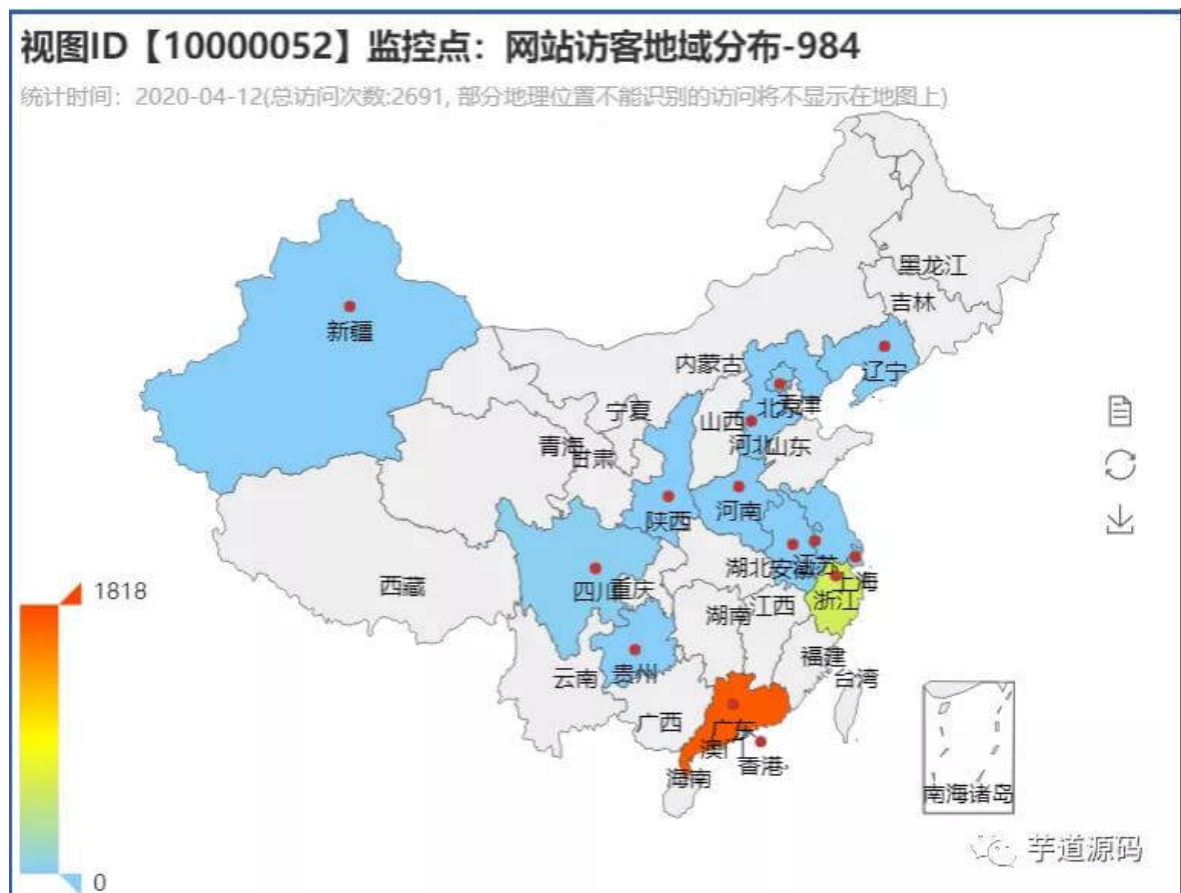 视图ID【10000052】监控点：网站访客地域分布-984
统计时间：2020-04-12(总访问次数:2691, 部分地理位置不能识别的访问将不显示在地图上)
黑龙江
吉林
新疆
内蒙古
辽宁
宁夏
山西
北京
天津
青海
甘肃
河北
山东
陕西
河南
西藏
四川
重庆
湖北
安徽
江苏
上海
浙江
湖南
江西
云南
贵州
福建
台湾
广西
广东
澳门
香港
海南
南海诸岛
1818
0
芋道源码